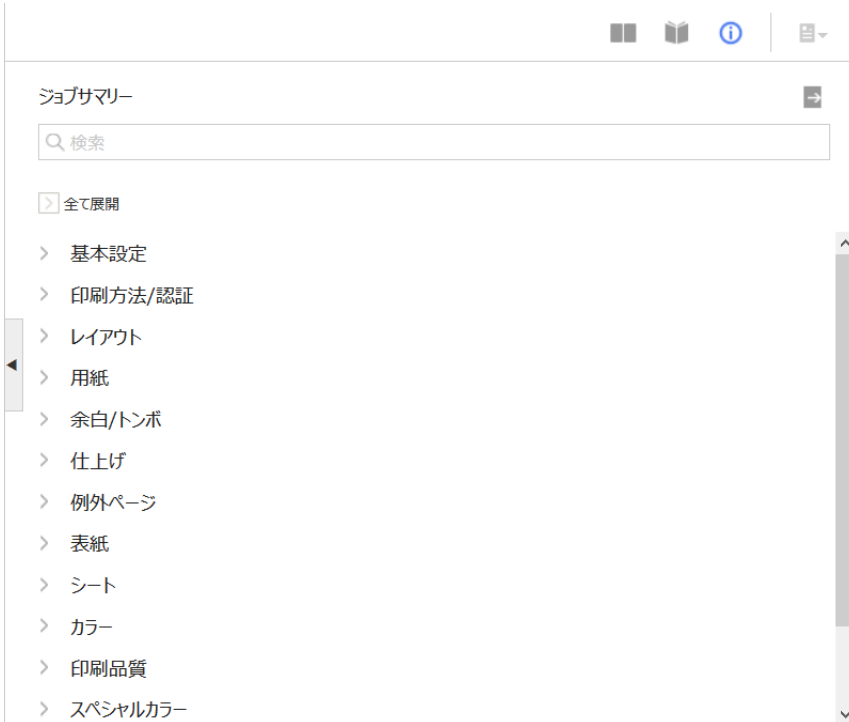 ジョブサマリー
検索
全て展開
基本設定
印刷方法/認証
レイアウト
用紙
余白/トンボ
仕上げ
例外ページ
表紙
シート
カラー
印刷品質
スペシャルカラー